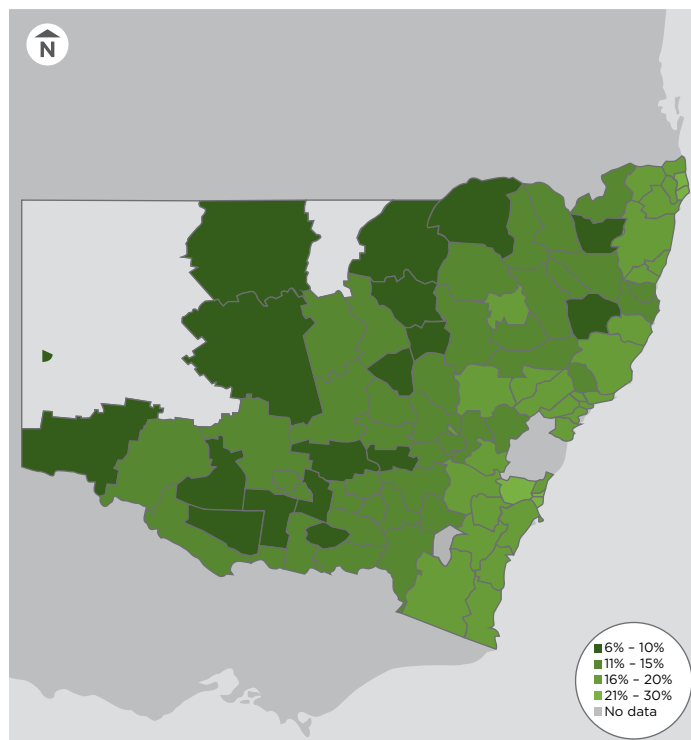 N
6% – 10%
11% – 15%
16% – 20%
21% – 30%
No data